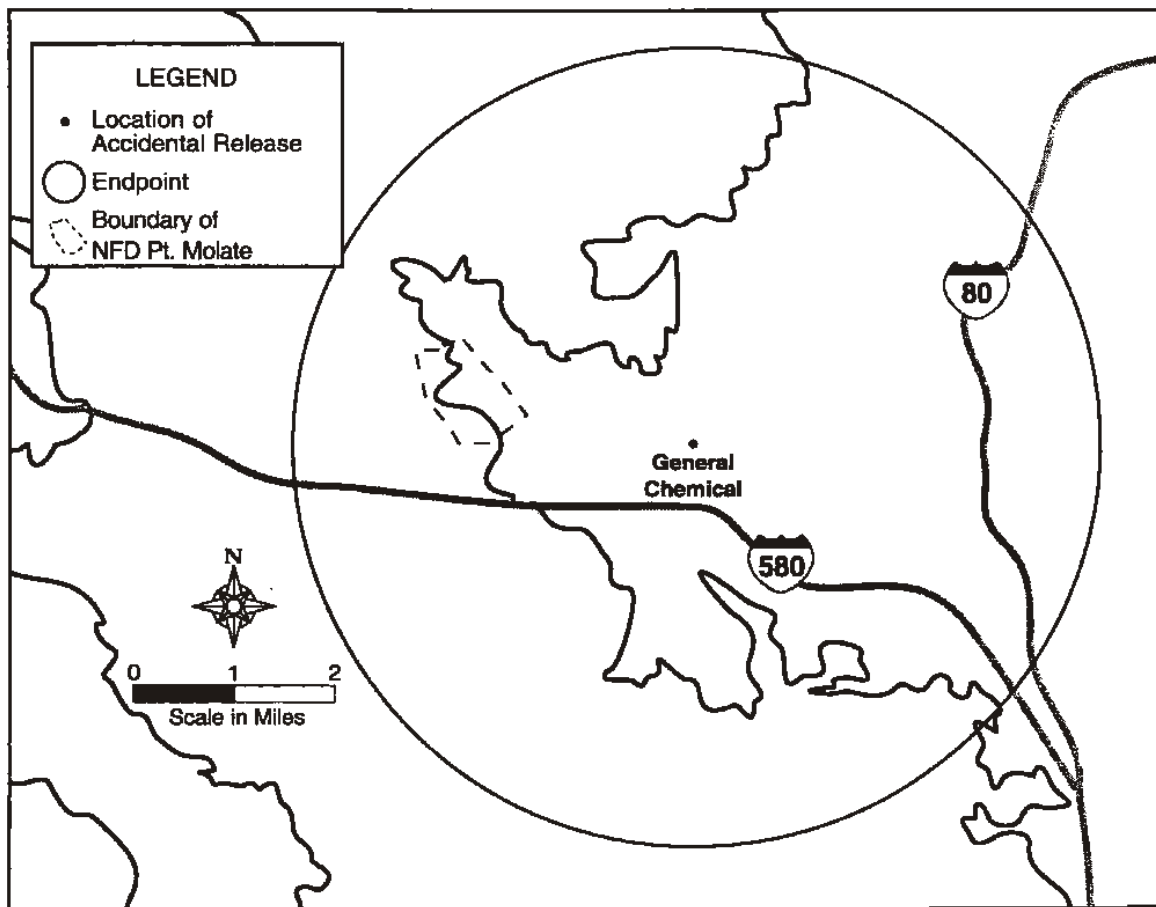 LEGEND
Location of
Accidental Release
Endpoint
Boundary of
NFD Pt. Molate
80
General
Chemical
580
N
0 1 2
Scale in Miles